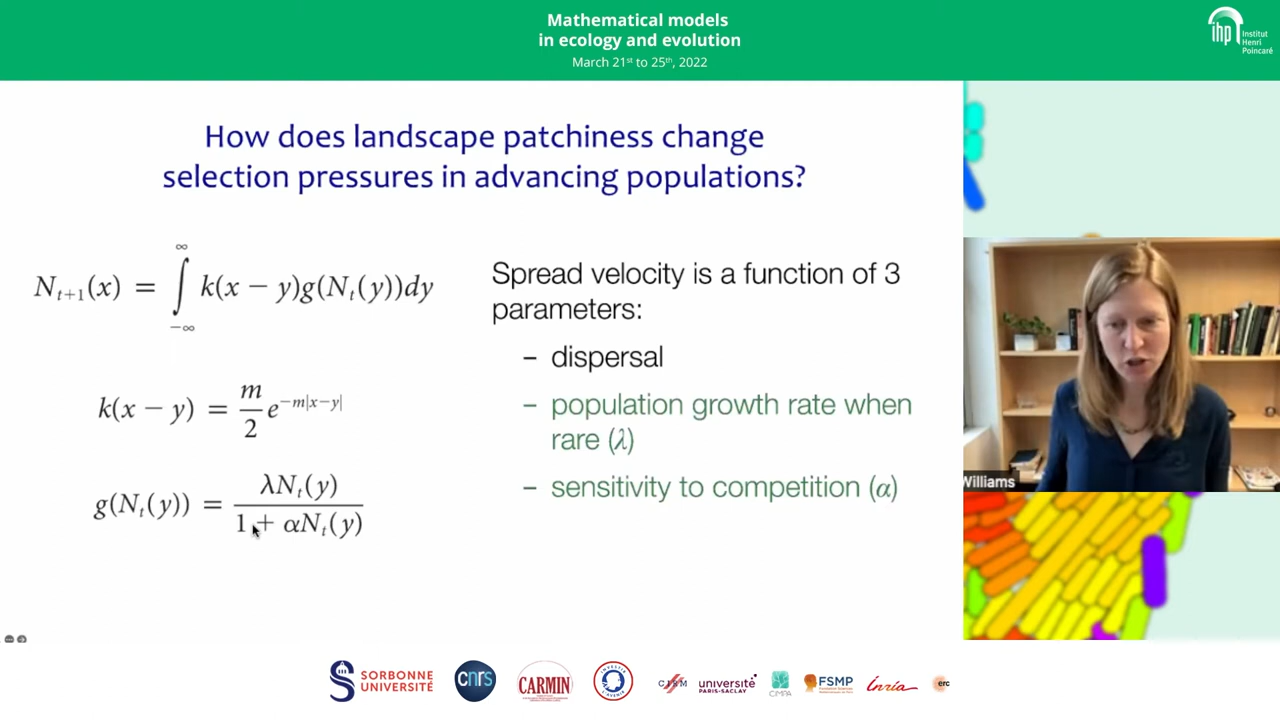 Mathematical models
in ecology and evolution
March 21st to 25th, 2022
ihp
Institut
Henri
Poincaré
How does landscape patchiness change
selection pressures in advancing populations?
N_{t+1}(x) = ∫_{-∞}^{∞} k(x − y)g(N_t(y))dy
k(x − y) = m/2 e^{−m|x−y|}
g(N_t(y)) = λN_t(y) / 1 + αN_t(y)
Spread velocity is a function of 3
parameters:
– dispersal
– population growth rate when
rare (λ)
– sensitivity to competition (α)
Williams
SORBONNE
UNIVERSITÉ
cnrs
CARMIN
CIRM
université
PARIS-SACLAY
CIMPA
FSMP
Inria
erc